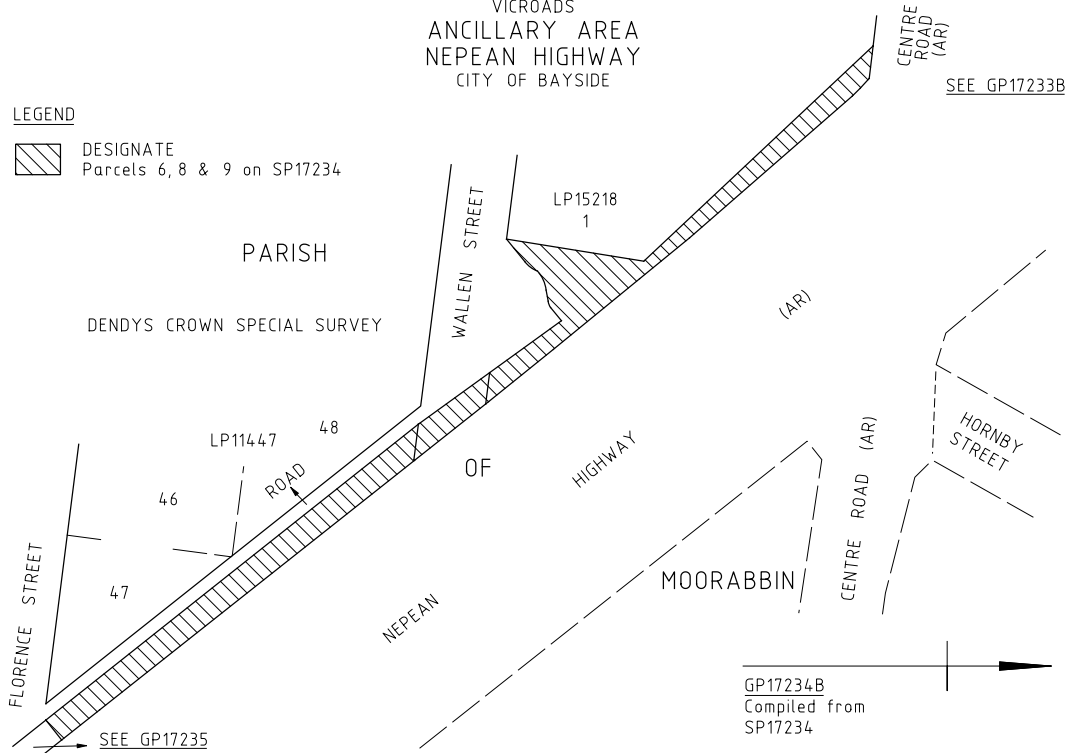 VICROADS
ANCILLARY AREA
NEPEAN HIGHWAY
CITY OF BAYSIDE
CENTRE
ROAD
(AR)
SEE GP17233B
LEGEND
DESIGNATE
Parcels 6, 8 & 9 on SP17234
LP15218
1
WALLEN STREET
PARISH
DENDYS CROWN SPECIAL SURVEY
(AR)
LP11447
48
ROAD
OF
HIGHWAY
CENTRE ROAD (AR)
HORNBY
STREET
46
47
FLORENCE STREET
NEPEAN
MOORABBIN
GP17234B
Compiled from
SP17234
SEE GP17235